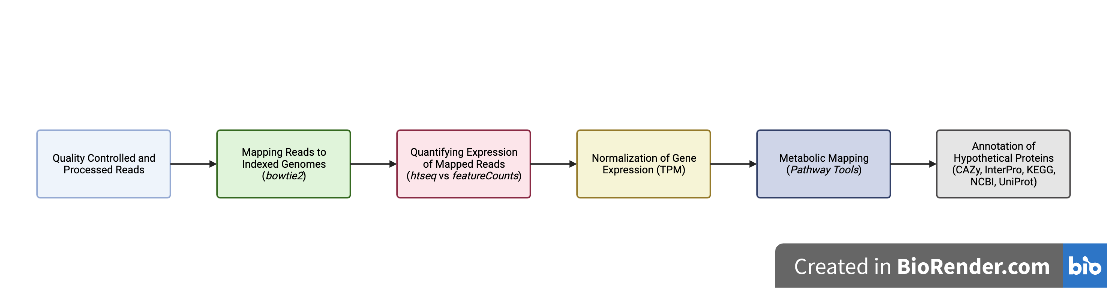 Quality Controlled and
Processed Reads
Mapping Reads to
Indexed Genomes
(bowtie2)
Quantifying Expression
of Mapped Reads
(htseq vs featureCounts)
Normalization of Gene
Expression (TPM)
Metabolic Mapping
(Pathway Tools)
Annotation of
Hypothetical Proteins
(CAZy, InterPro, KEGG,
NCBI, UniProt)
Created in BioRender.com bio